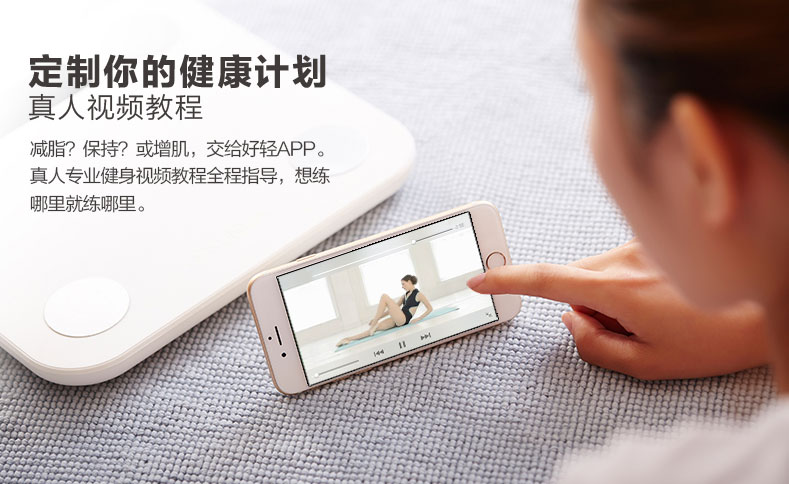 定制你的健康计划
真人视频教程
减脂？保持？或增肌，交给好轻APP。
真人专业健身视频教程全程指导，想练
哪里就练哪里。